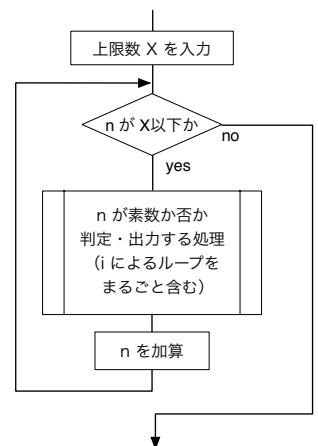 上限数 X を入力
n が X以下か
no
yes
n が素数か否か
判定・出力する処理
（i によるループを
まるごと含む）
n を加算